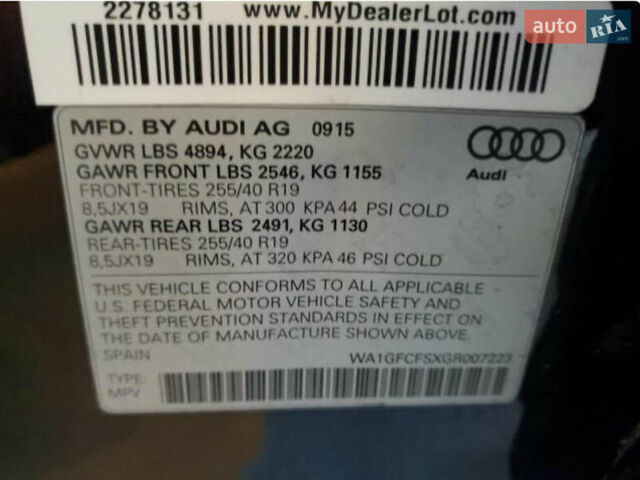 2278131 www.MyDealerLot.com
auto RIA.com
MFD. BY AUDI AG 0915
GVWR LBS 4894, KG 2220
GAWR FRONT LBS 2546, KG 1155
FRONT-TIRES 255/40 R19
8,5JX19 RIMS, AT 300 KPA 44 PSI COLD
GAWR REAR LBS 2491, KG 1130
REAR-TIRES 255/40 R19
8,5JX19 RIMS, AT 320 KPA 46 PSI COLD
Audi
THIS VEHICLE CONFORMS TO ALL APPLICABLE
U.S. FEDERAL MOTOR VEHICLE SAFETY AND
THEFT PREVENTION STANDARDS IN EFFECT ON
THE DATE OF MANUFACTURE SHOWN ABOVE.
SPAIN WA1GFCFSXGR007223
TYPE:
MPV